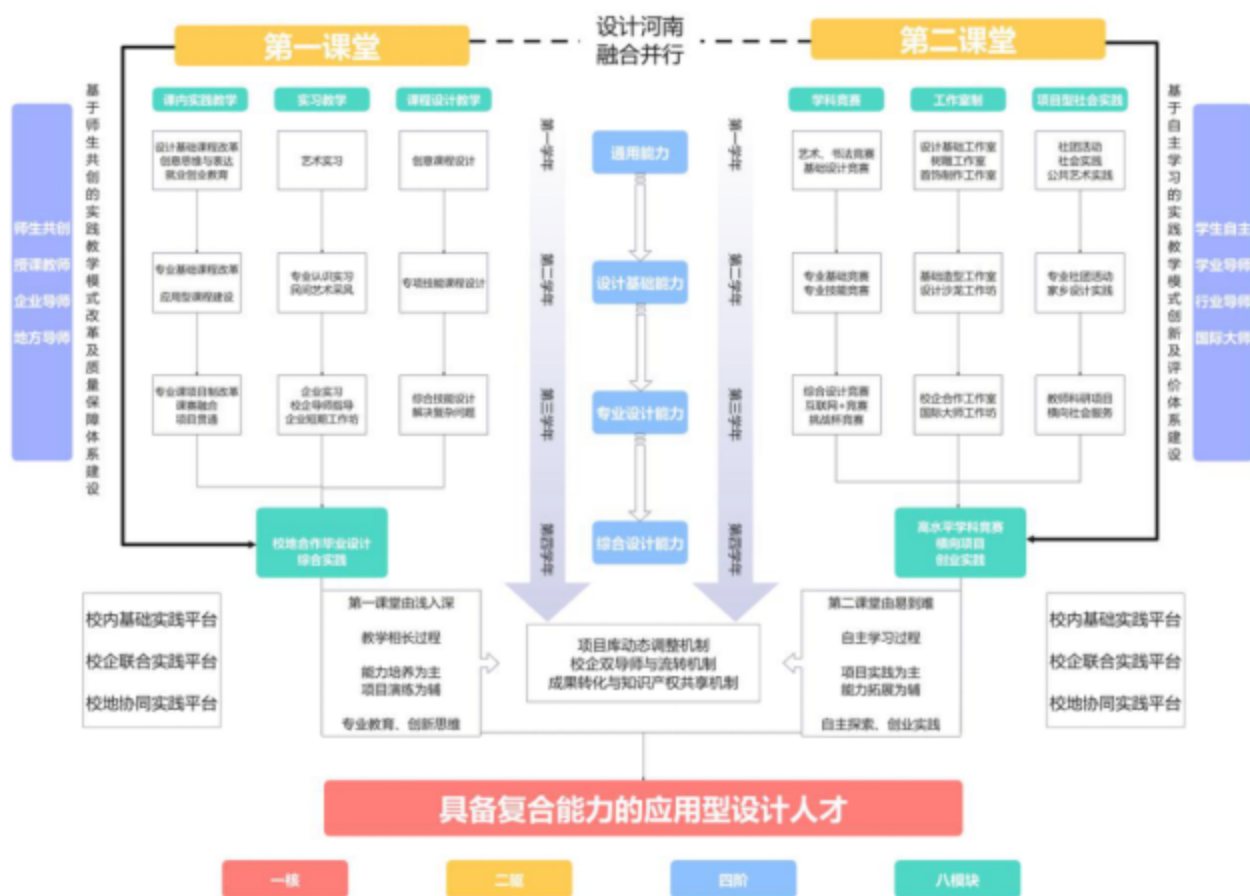 第一课堂
设计河南
融合并行
第二课堂
师生共创
授课教师
企业导师
地方导师
基于师生共创的实践教学模式改革及质量保障体系建设
课内实践教学
实习教学
课程设计教学
设计基础课程改革
创意思维与表达
就业创业教育
艺术实习
创意课程设计
专业基础课程改革
应用型课程建设
专业认识实习
民间艺术采风
专项技能课程设计
专业课项目制改革
课赛融合
项目贯通
企业实习
校企导师指导
企业短期工作坊
综合技能设计
解决复杂问题
校地合作毕业设计
综合实践
第一学年
第二学年
第三学年
第四学年
通用能力
设计基础能力
专业设计能力
综合设计能力
第一学年
第二学年
第三学年
第四学年
学科竞赛
工作室制
项目型社会实践
艺术、书法竞赛
基础设计竞赛
设计基础工作室
树雕工作室
首饰制作工作室
社团活动
社会实践
公共艺术实践
专业基础竞赛
专业技能竞赛
基础造型工作室
设计沙龙工作坊
专业社团活动
家乡设计实践
综合设计竞赛
互联网+竞赛
挑战杯竞赛
校企合作工作室
国际大师工作坊
教师科研项目
横向社会服务
高水平学科竞赛
横向项目
创业实践
基于自主学习的实践教学模式创新及评价体系建设
学生自主
学业导师
行业导师
国际大师
校内基础实践平台
校企联合实践平台
校地协同实践平台
第一课堂由浅入深
教学相长过程
能力培养为主
项目演练为辅
专业教育、创新思维
项目库动态调整机制
校企双导师与流转机制
成果转化与知识产权共享机制
第二课堂由易到难
自主学习过程
项目实践为主
能力拓展为辅
自主探索、创业实践
校内基础实践平台
校企联合实践平台
校地协同实践平台
具备复合能力的应用型设计人才
一核
二驱
四阶
八模块